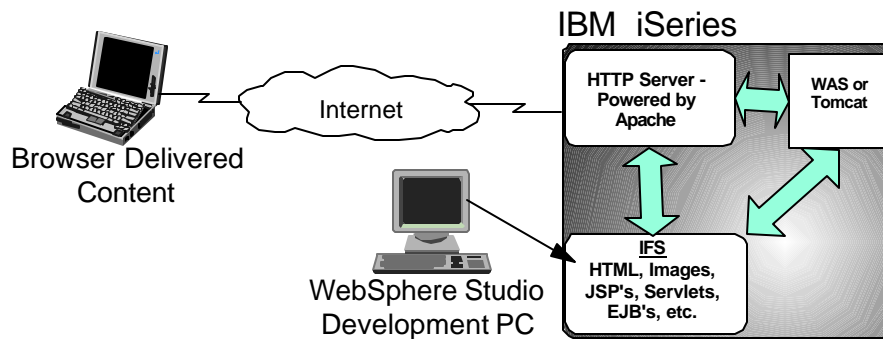 IBM iSeries
HTTP Server -
Powered by
Apache
WAS or
Tomcat
Internet
Browser Delivered
Content
IFS
HTML, Images,
JSP's, Servlets,
EJB's, etc.
WebSphere Studio
Development PC